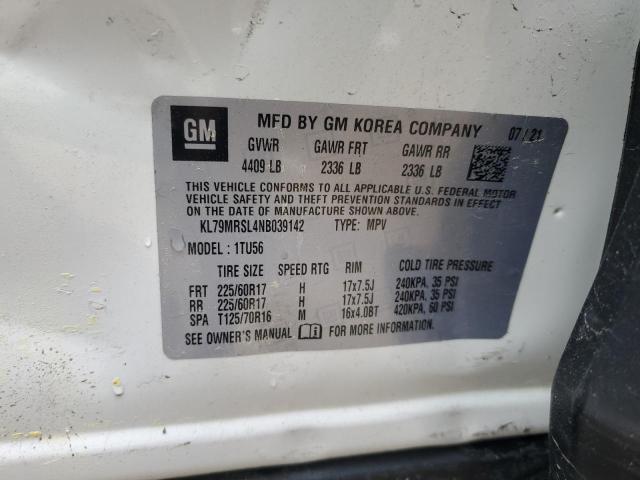 GM
MFD BY GM KOREA COMPANY 07/21
GVWR GAWR FRT GAWR RR
4409 LB 2336 LB 2336 LB
THIS VEHICLE CONFORMS TO ALL APPLICABLE U.S. FEDERAL MOTOR
VEHICLE SAFETY AND THEFT PREVENTION STANDARDS IN EFFECT
ON THE DATE OF MANUFACTURE SHOWN ABOVE.
KL79MRSL4NB039142 TYPE: MPV
MODEL: 1TU56
TIRE SIZE SPEED RTG RIM COLD TIRE PRESSURE
FRT 225/60R17 H 17x7.5J 240KPA, 35 PSI
RR 225/60R17 H 17x7.5J 240KPA, 35 PSI
SPA T125/70R16 M 16x4.0BT 420KPA, 60 PSI
SEE OWNER'S MANUAL FOR MORE INFORMATION.